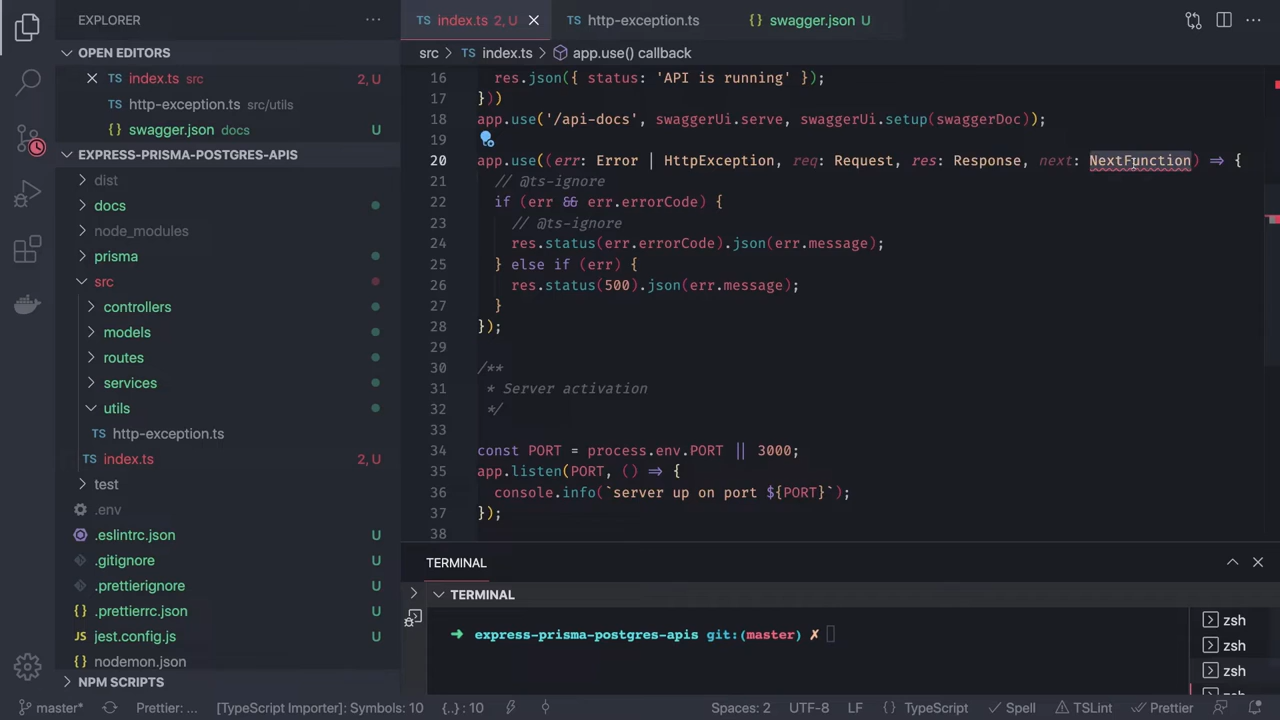 EXPLORER
OPEN EDITORS
TS index.ts src 2, U
http-exception.ts src/utils
{} swagger.json docs U
EXPRESS-PRISMA-POSTGRES-APIS
dist
docs
node_modules
prisma
src
controllers
models
routes
services
utils
TS http-exception.ts
TS index.ts 2, U
test
.env
.eslintrc.json U
.gitignore U
.prettierignore U
{} .prettierrc.json U
JS jest.config.js U
nodemon.json U
NPM SCRIPTS
TS index.ts 2, U
TS http-exception.ts
{} swagger.json U
src > TS index.ts > app.use() callback
16 res.json({ status: 'API is running' });
17 }))
18 app.use('/api-docs', swaggerUi.serve, swaggerUi.setup(swaggerDoc));
19
20 app.use((err: Error | HttpException, req: Request, res: Response, next: NextFunction) => {
21 // @ts-ignore
22 if (err && err.errorCode) {
23 // @ts-ignore
24 res.status(err.errorCode).json(err.message);
25 } else if (err) {
26 res.status(500).json(err.message);
27 }
28 });
29
30 /**
31 * Server activation
32 */
33
34 const PORT = process.env.PORT || 3000;
35 app.listen(PORT, () => {
36 console.info(`server up on port ${PORT}`);
37 });
38
TERMINAL
TERMINAL
➜ express-prisma-postgres-apis git:(master) ✗
zsh
zsh
zsh
master* Prettier: ... [TypeScript Importer]: Symbols: 10 {..} : 10 Spaces: 2 UTF-8 LF {} TypeScript Spell TSLint Prettier